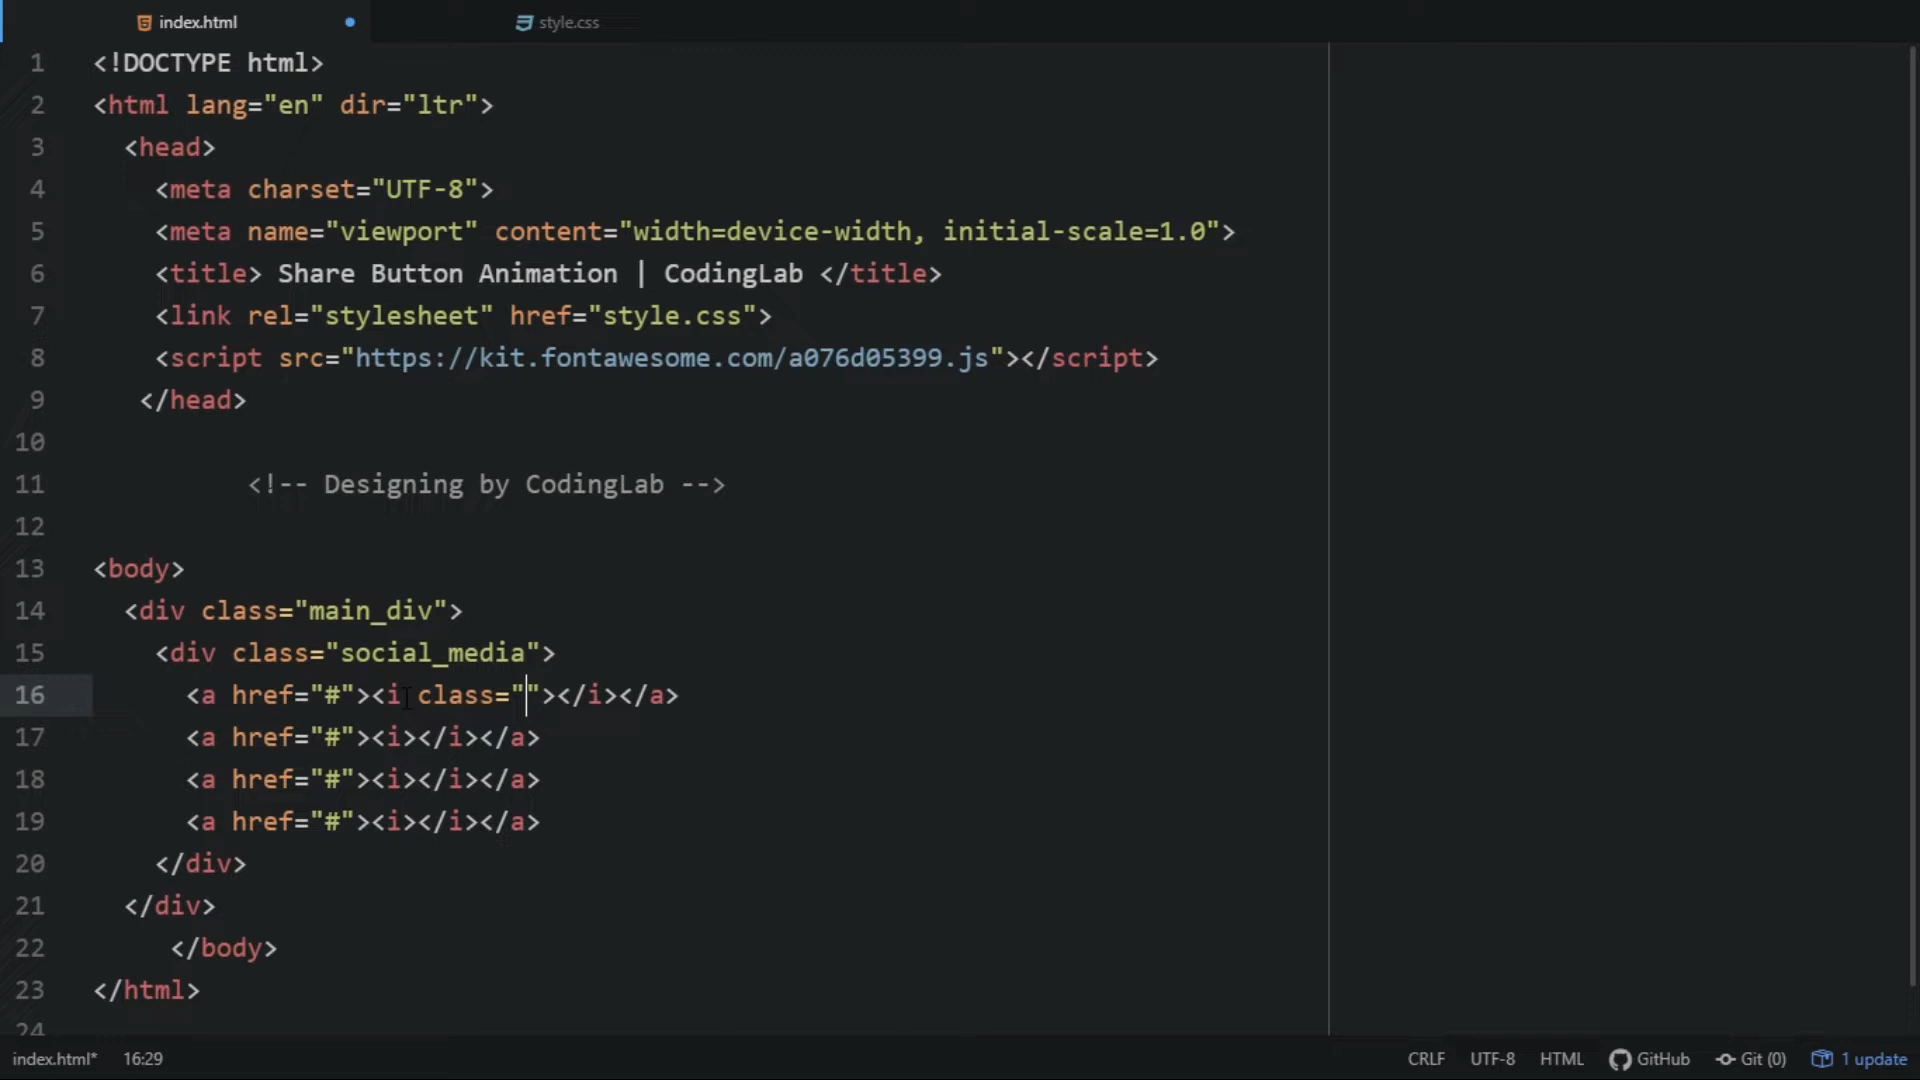 index.html style.css
1 <!DOCTYPE html>
2 <html lang="en" dir="ltr">
3 <head>
4 <meta charset="UTF-8">
5 <meta name="viewport" content="width=device-width, initial-scale=1.0">
6 <title> Share Button Animation | CodingLab </title>
7 <link rel="stylesheet" href="style.css">
8 <script src="https://kit.fontawesome.com/a076d05399.js"></script>
9 </head>
10
11 <!-- Designing by CodingLab -->
12
13 <body>
14 <div class="main_div">
15 <div class="social_media">
16 <a href="#"><i class=""></i></a>
17 <a href="#"><i></i></a>
18 <a href="#"><i></i></a>
19 <a href="#"><i></i></a>
20 </div>
21 </div>
22 </body>
23 </html>
24
index.html* 16:29 CRLF UTF-8 HTML GitHub Git (0) 1 update